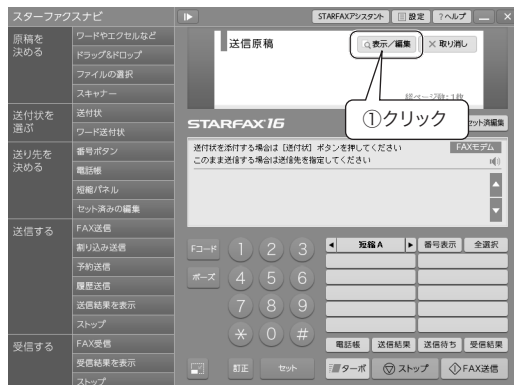 スターファクスナビ
STARFAXアシスタント
設定
?ヘルプ
原稿を
決める
ワードやエクセルなど
ドラッグ&ドロップ
ファイルの選択
スキャナー
送付状を
選ぶ
送付状
ワード送付状
送り先を
決める
番号ボタン
電話帳
短縮パネル
セット済みの編集
送信する
FAX送信
割り込み送信
予約送信
履歴送信
送信結果を表示
ストップ
受信する
FAX受信
受信結果を表示
ストップ
送信原稿
表示/編集
取り消し
①クリック
STARFAX16
セット済編集
送付状を添付する場合は[送付状]ボタンを押してください
このまま送信する場合は送信先を指定してください
FAXモデム
Fコード
1 2 3
ポーズ
4 5 6
7 8 9
* 0 #
訂正
セット
短縮A
番号表示
全選択
電話帳
送信結果
送信待ち
受信結果
ターボ
ストップ
FAX送信